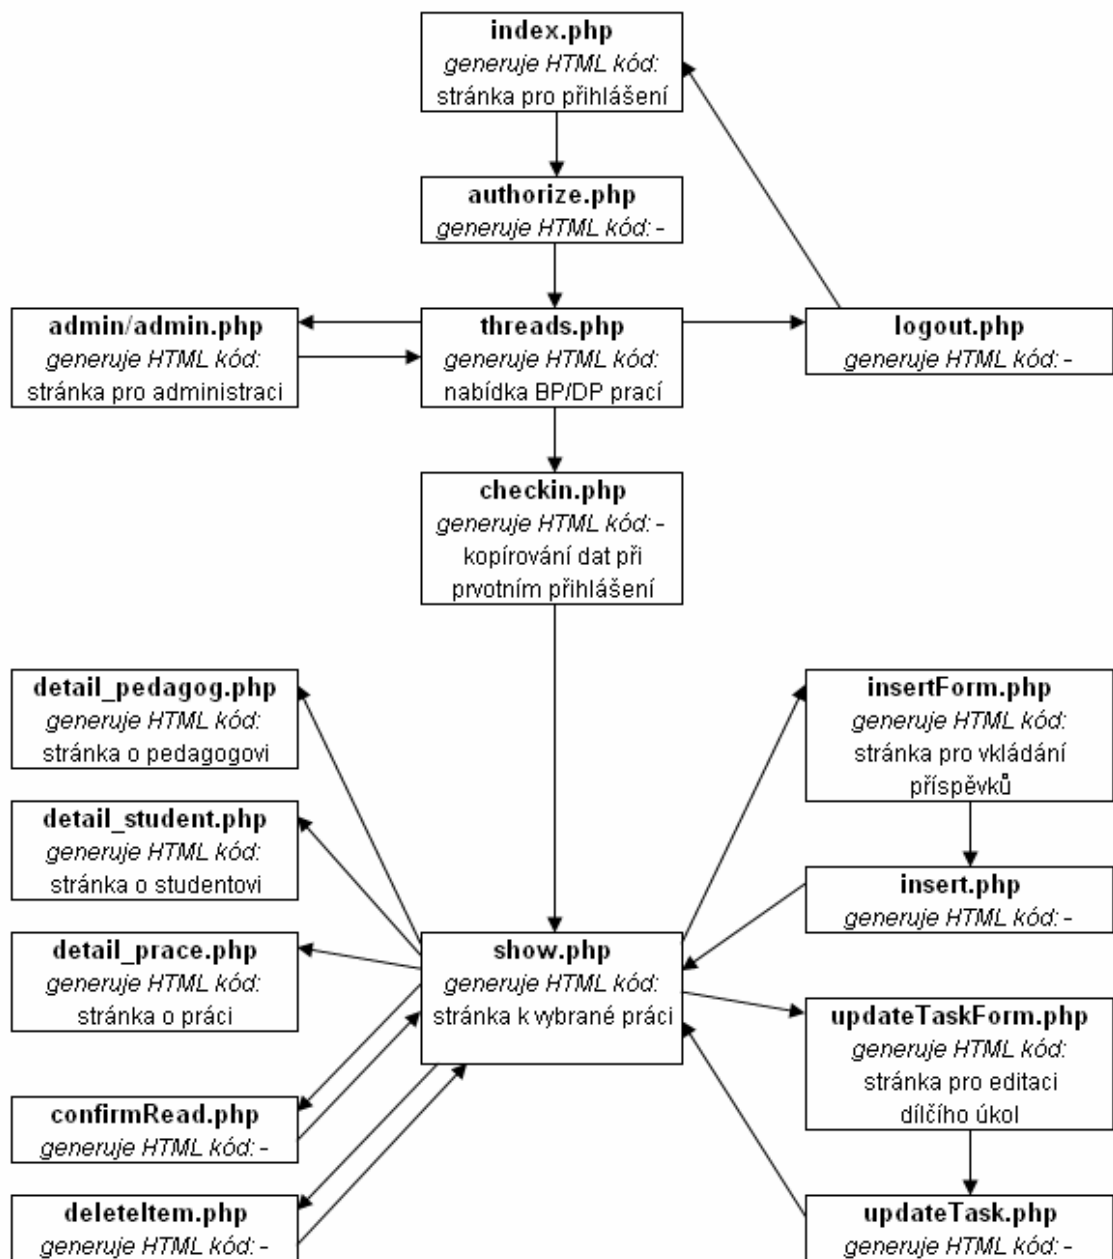 index.php
generuje HTML kód:
stránka pro přihlášení
authorize.php
generuje HTML kód: -
admin/admin.php
generuje HTML kód:
stránka pro administraci
threads.php
generuje HTML kód:
nabídka BP/DP prací
logout.php
generuje HTML kód: -
checkin.php
generuje HTML kód: -
kopírování dat při
prvotním přihlášení
detail_pedagog.php
generuje HTML kód:
stránka o pedagogovi
detail_student.php
generuje HTML kód:
stránka o studentovi
detail_prace.php
generuje HTML kód:
stránka o práci
confirmRead.php
generuje HTML kód: -
deleteItem.php
generuje HTML kód: -
show.php
generuje HTML kód:
stránka k vybrané práci
insertForm.php
generuje HTML kód:
stránka pro vkládání
příspěvků
insert.php
generuje HTML kód: -
updateTaskForm.php
generuje HTML kód:
stránka pro editaci
dílčího úkol
updateTask.php
generuje HTML kód: -